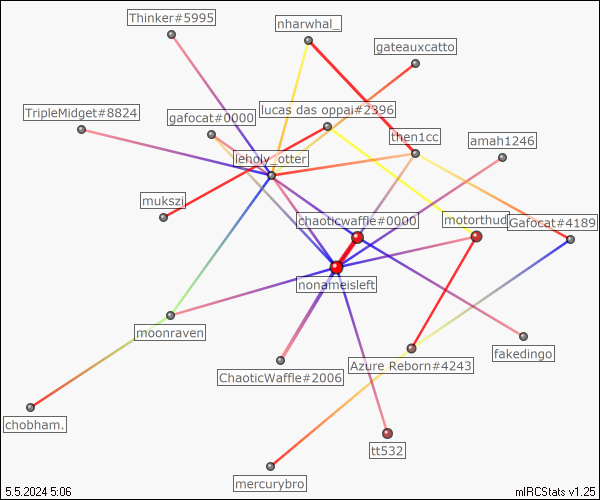 Thinker#5995
nharwhal_
gateauxcatto
TripleMidget#8824
gafocat#0000
lucas das oppai#2396
then1cc
amah1246
leholy_otter
mukszi
chaoticwaffle#0000
motorthud
Gafocat#4189
nonameisleft
moonraven
fakedingo
ChaoticWaffle#2006
Azure Reborn#4243
chobham.
tt532
mercurybro
5.5.2024 5:06
mIRCStats v1.25